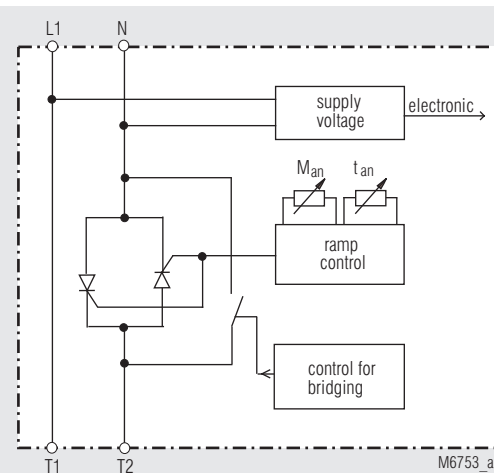 L1 N
supply
voltage
electronic
Man tan
ramp
control
control for
bridging
T1 T2
M6753_a